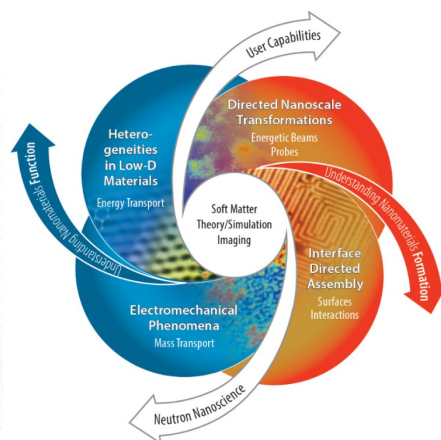 User Capabilities
Directed Nanoscale
Transformations
Energetic Beams
Probes
Hetero-
geneities
in Low-D
Materials
Energy Transport
Understanding Nanomaterials Function
Soft Matter
Theory/Simulation
Imaging
Understanding Nanomaterials Formation
Interface
Directed
Assembly
Surfaces
Interactions
Electromechanical
Phenomena
Mass Transport
Neutron Nanoscience